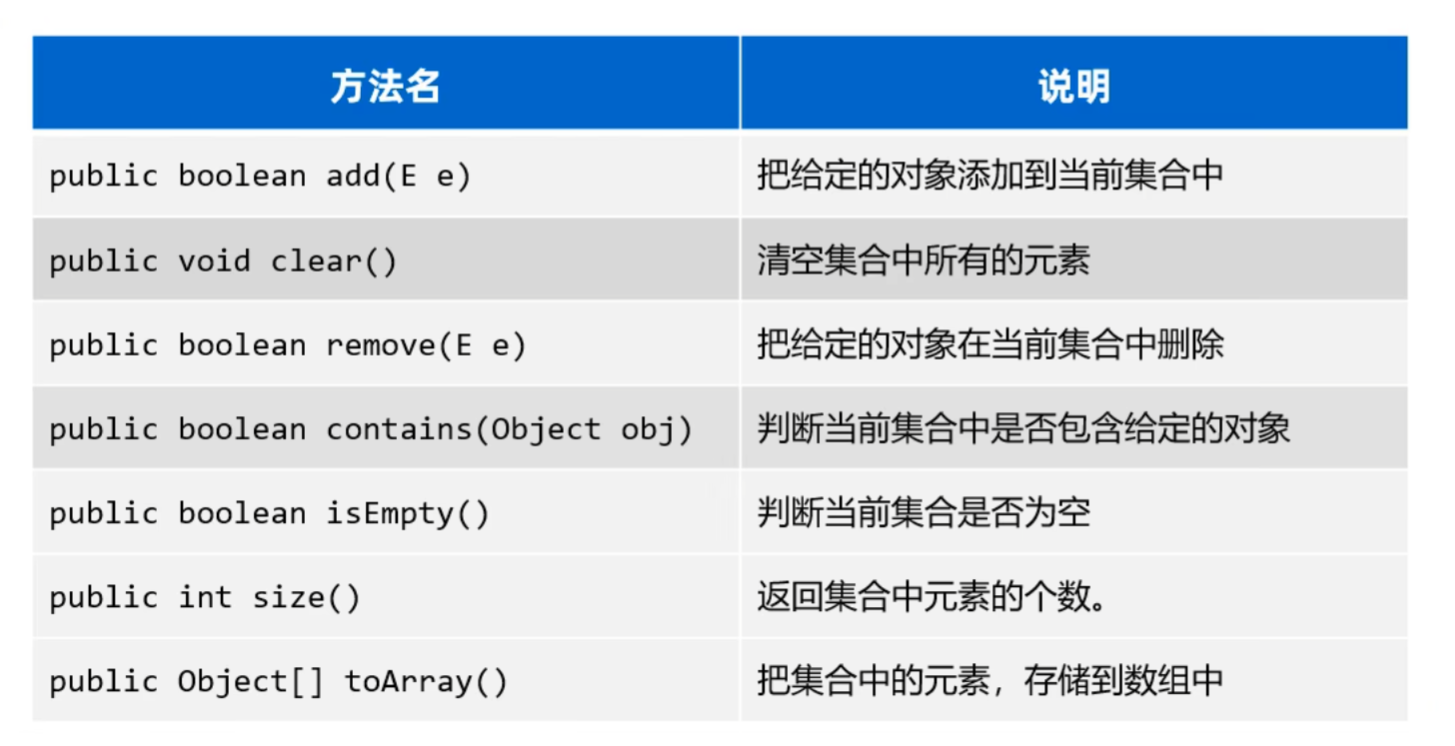 方法名 说明
public boolean add(E e) 把给定的对象添加到当前集合中
public void clear() 清空集合中所有的元素
public boolean remove(E e) 把给定的对象在当前集合中删除
public boolean contains(Object obj) 判断当前集合中是否包含给定的对象
public boolean isEmpty() 判断当前集合是否为空
public int size() 返回集合中元素的个数。
public Object[] toArray() 把集合中的元素，存储到数组中